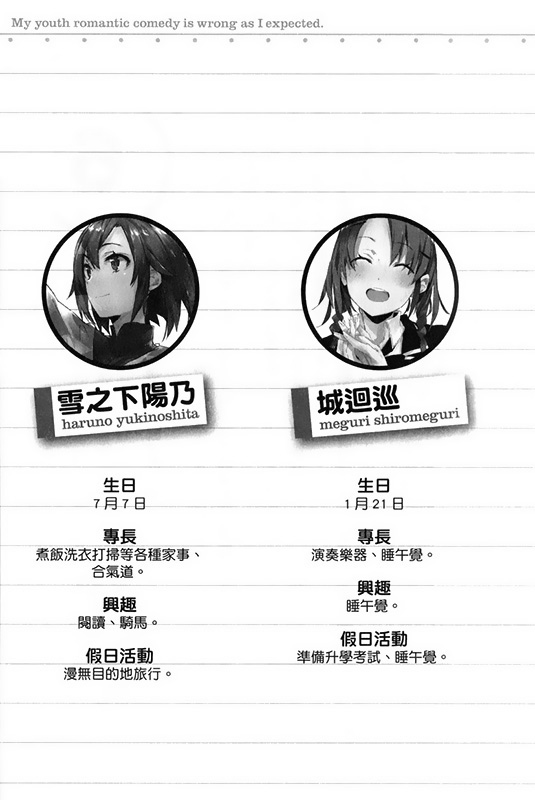 My youth romantic comedy is wrong as I expected.
雪之下陽乃
haruno yukinoshita
生日
7月7日
專長
煮飯洗衣打掃等各種家事、
合氣道。
興趣
閱讀、騎馬。
假日活動
漫無目的地旅行。
城迴巡
meguri shiromeguri
生日
1月21日
專長
演奏樂器、睡午覺。
興趣
睡午覺。
假日活動
準備升學考試、睡午覺。